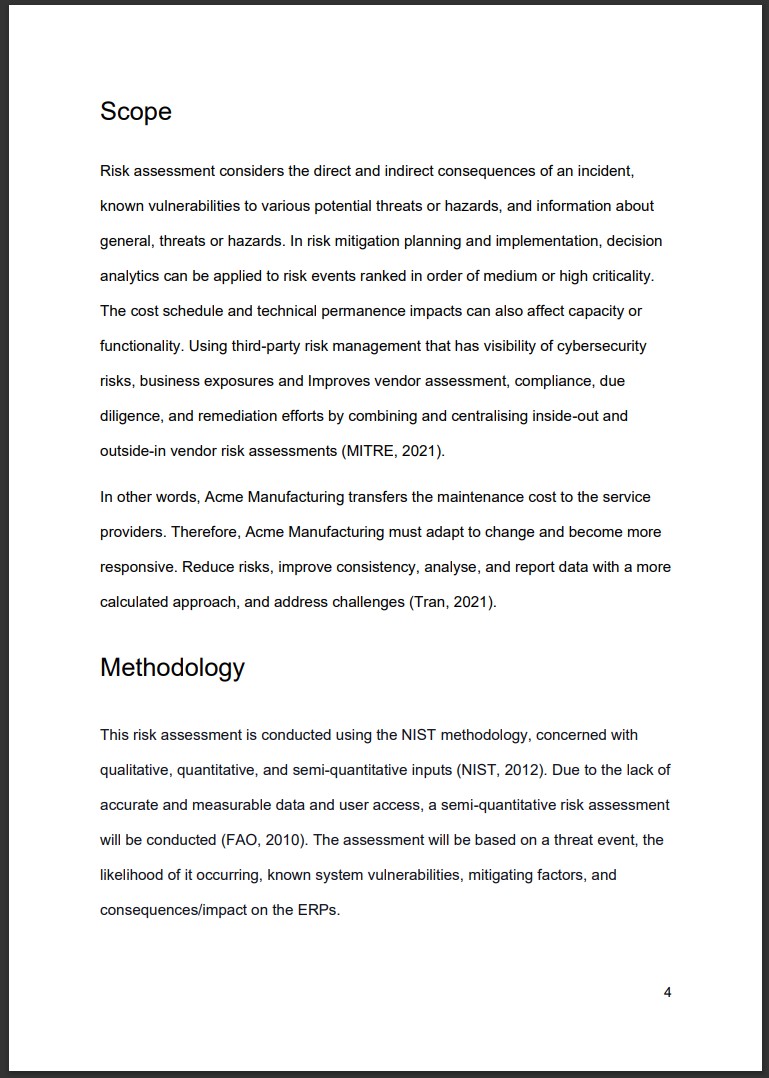 Scope
Risk assessment considers the direct and indirect consequences of an incident,
known vulnerabilities to various potential threats or hazards, and information about
general, threats or hazards. In risk mitigation planning and implementation, decision
analytics can be applied to risk events ranked in order of medium or high criticality.
The cost schedule and technical permanence impacts can also affect capacity or
functionality. Using third-party risk management that has visibility of cybersecurity
risks, business exposures and Improves vendor assessment, compliance, due
diligence, and remediation efforts by combining and centralising inside-out and
outside-in vendor risk assessments (MITRE, 2021).
In other words, Acme Manufacturing transfers the maintenance cost to the service
providers. Therefore, Acme Manufacturing must adapt to change and become more
responsive. Reduce risks, improve consistency, analyse, and report data with a more
calculated approach, and address challenges (Tran, 2021).
Methodology
This risk assessment is conducted using the NIST methodology, concerned with
qualitative, quantitative, and semi-quantitative inputs (NIST, 2012). Due to the lack of
accurate and measurable data and user access, a semi-quantitative risk assessment
will be conducted (FAO, 2010). The assessment will be based on a threat event, the
likelihood of it occurring, known system vulnerabilities, mitigating factors, and
consequences/impact on the ERPs.
4